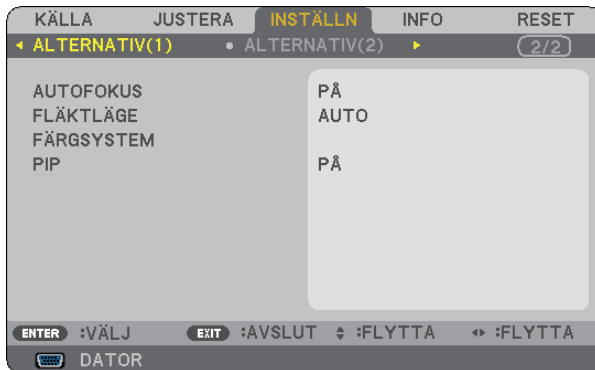 KÄLLA JUSTERA INSTÄLLN INFO RESET
ALTERNATIV(1) ALTERNATIV(2) 2/2
AUTOFOKUS PÅ
FLÄKTLÄGE AUTO
FÄRGSYSTEM
PIP PÅ
ENTER :VÄLJ EXIT :AVSLUT :FLYTTA :FLYTTA
DATOR